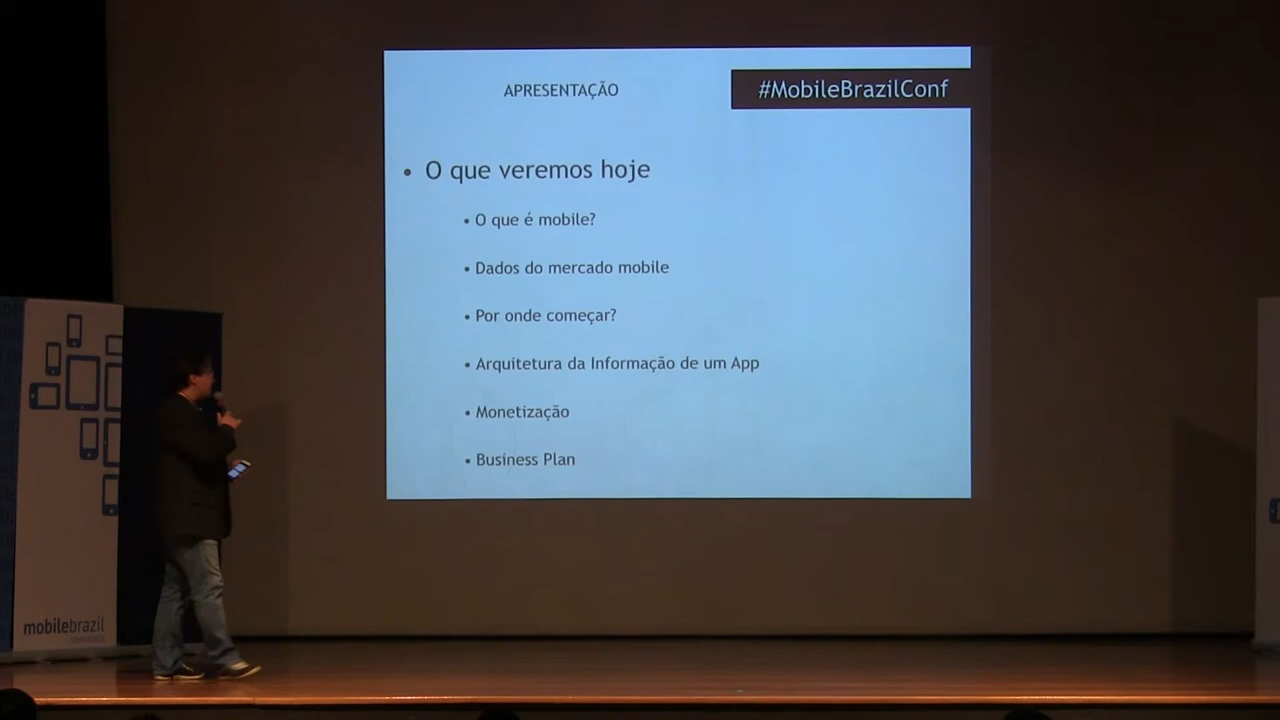 APRESENTAÇÃO
#MobileBrazilConf
• O que veremos hoje
• O que é mobile?
• Dados do mercado mobile
• Por onde começar?
• Arquitetura da Informação de um App
• Monetização
• Business Plan
mobilebrazil
CONFERENCE